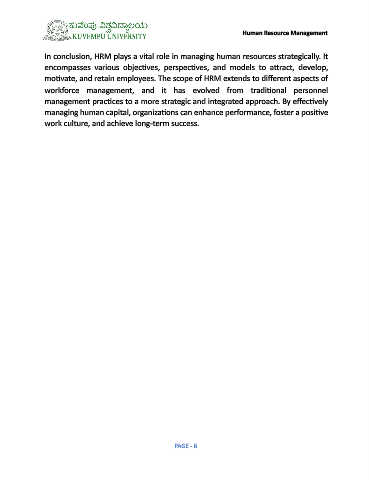 ಕುವೆಂಪು ವಿಶ್ವವಿದ್ಯಾಲಯ
KUVEMPU UNIVERSITY
Human Resource Management
In conclusion, HRM plays a vital role in managing human resources strategically. It
encompasses various objectives, perspectives, and models to attract, develop,
motivate, and retain employees. The scope of HRM extends to different aspects of
workforce management, and it has evolved from traditional personnel
management practices to a more strategic and integrated approach. By effectively
managing human capital, organizations can enhance performance, foster a positive
work culture, and achieve long-term success.
PAGE -